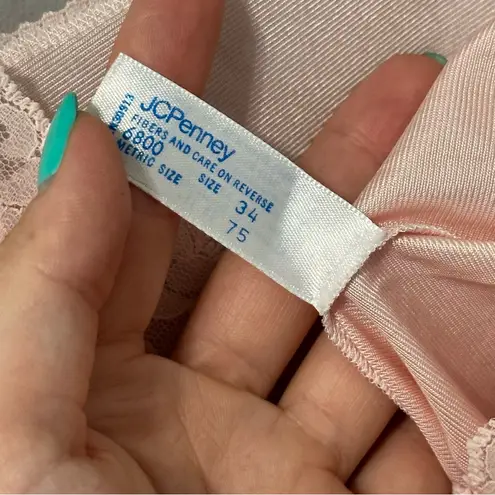 JCPenney
FIBERS AND CARE ON REVERSE
6800 SIZE 34
METRIC SIZE 75